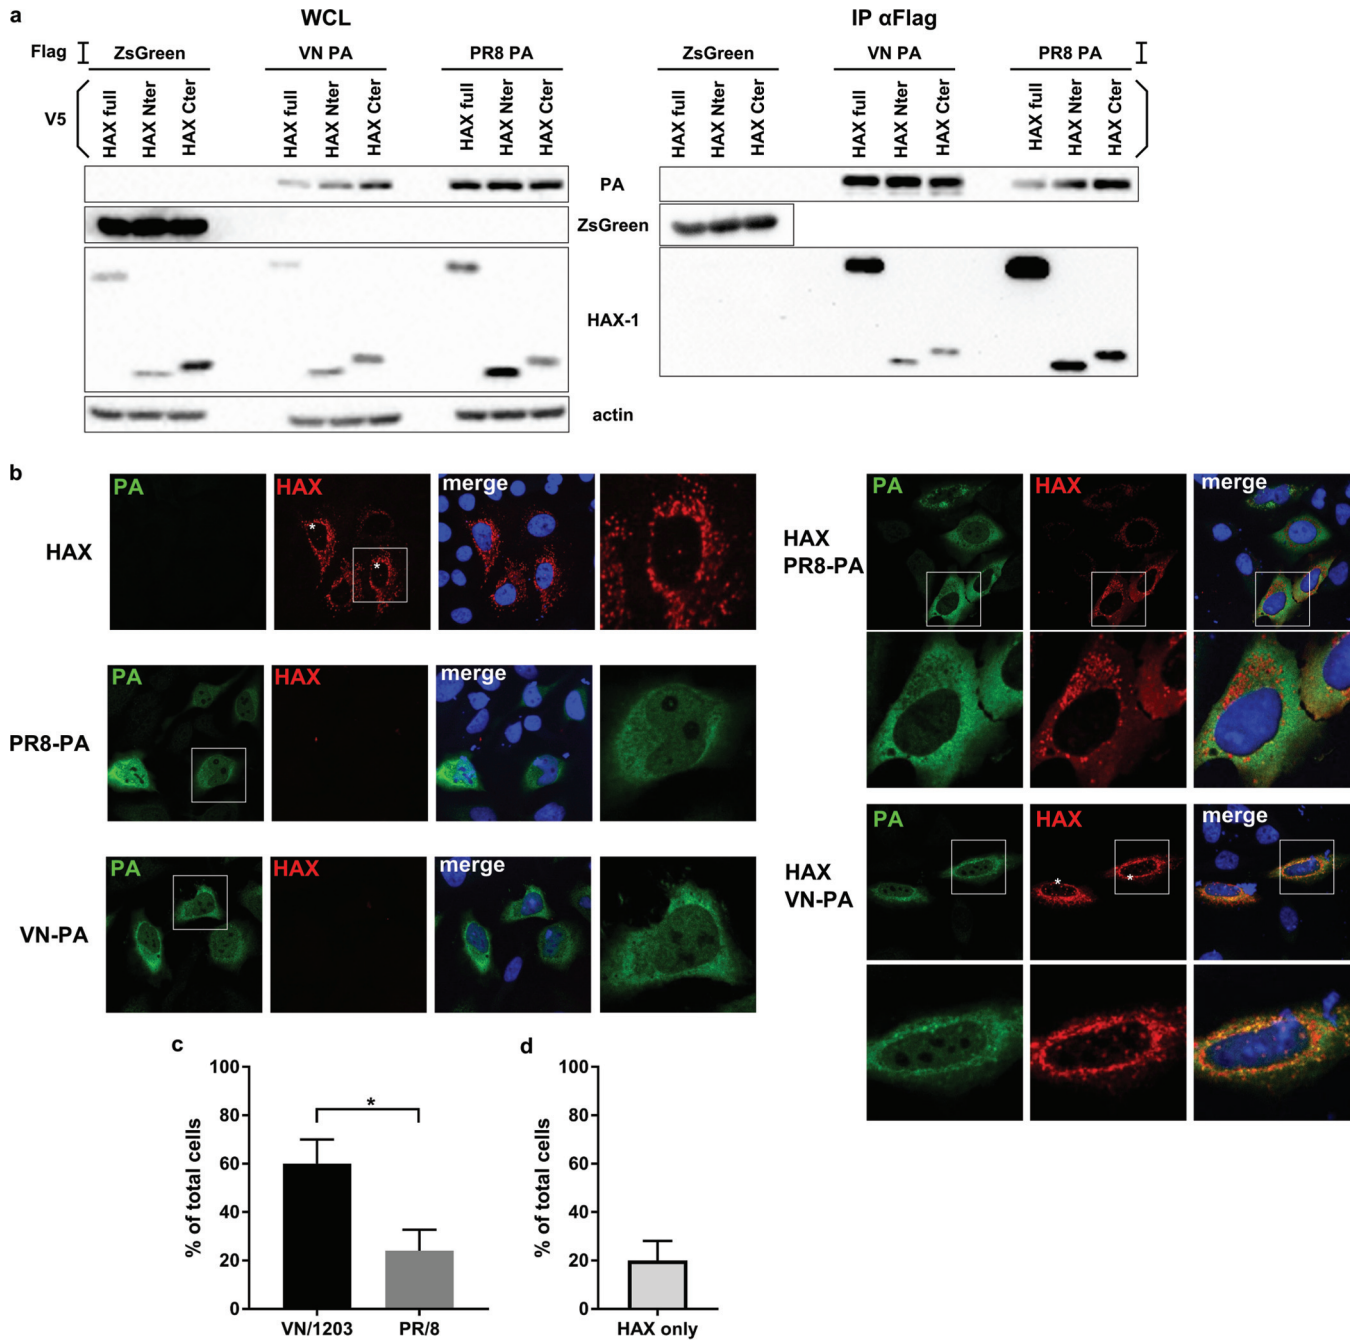 a
WCL
IP αFlag
Flag
ZsGreen
VN PA
PR8 PA
ZsGreen
VN PA
PR8 PA
V5
HAX full
HAX Nter
HAX Cter
HAX full
HAX Nter
HAX Cter
HAX full
HAX Nter
HAX Cter
HAX full
HAX Nter
HAX Cter
HAX full
HAX Nter
HAX Cter
HAX full
HAX Nter
HAX Cter
PA
ZsGreen
HAX-1
actin
b
HAX
PA
HAX
*
*
merge
PR8-PA
PA
HAX
merge
VN-PA
PA
HAX
merge
HAX
PR8-PA
PA
HAX
merge
HAX
VN-PA
PA
HAX
*
*
merge
c
% of total cells
100
80
60
40
20
0
*
VN/1203
PR/8
d
% of total cells
100
80
60
40
20
0
HAX only